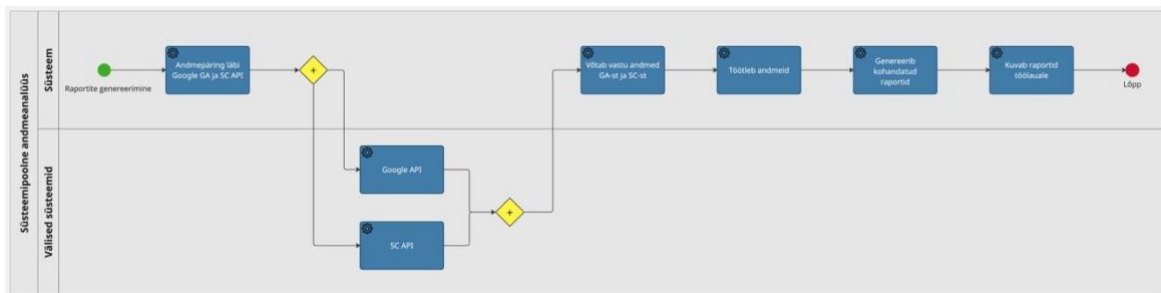 Süsteemipoolne andmeanalüüs
Süsteem
Raportite genereerimine
Andmepäring läbi
Google GA ja SC API
Võtab vastu andmed
GA-st ja SC-st
Töötleb andmeid
Genereerib
kohandatud
raportid
Kuvab raportid
töölauale
Lõpp
Välised süsteemid
Google API
SC API